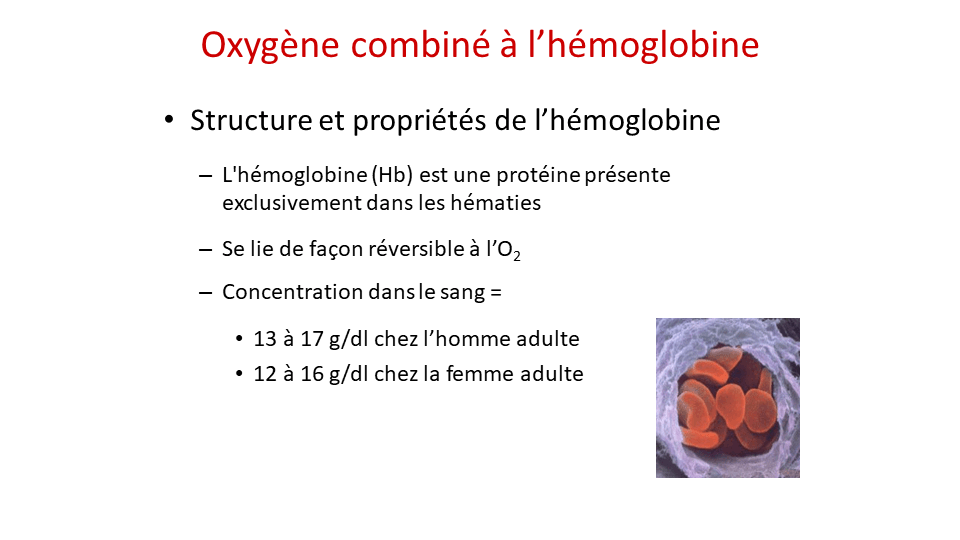 Oxygène combiné à l’hémoglobine
• Structure et propriétés de l’hémoglobine
– L'hémoglobine (Hb) est une protéine présente
exclusivement dans les hématies
– Se lie de façon réversible à l’O₂
– Concentration dans le sang =
• 13 à 17 g/dl chez l’homme adulte
• 12 à 16 g/dl chez la femme adulte